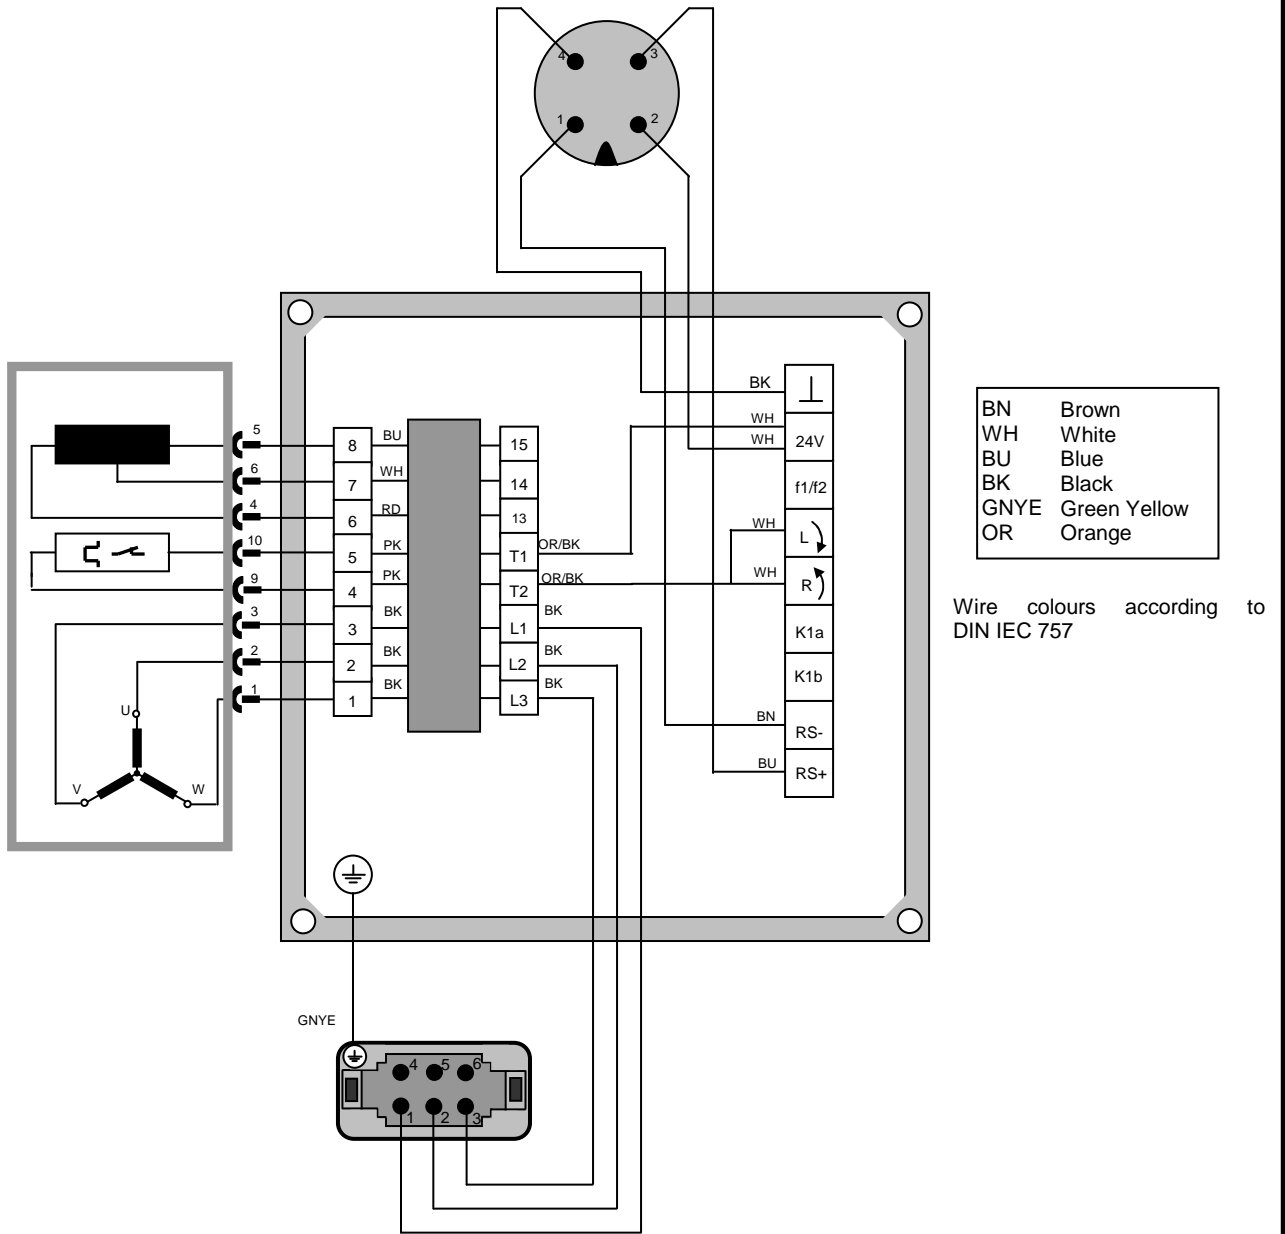 4 3
1 2
BK ⏊
WH
WH 24V
f1/f2
WH L
WH R
K1a
K1b
BN RS-
BU RS+
5 8 BU 15
6 7 WH 14
4 6 RD 13
10 5 PK T1 OR/BK
9 4 PK T2 OR/BK
3 3 BK L1 BK
2 2 BK L2 BK
1 1 BK L3 BK
U
V W
GNYE
4 5 6
1 2 3
BN Brown
WH White
BU Blue
BK Black
GNYE Green Yellow
OR Orange
Wire colours according to
DIN IEC 757